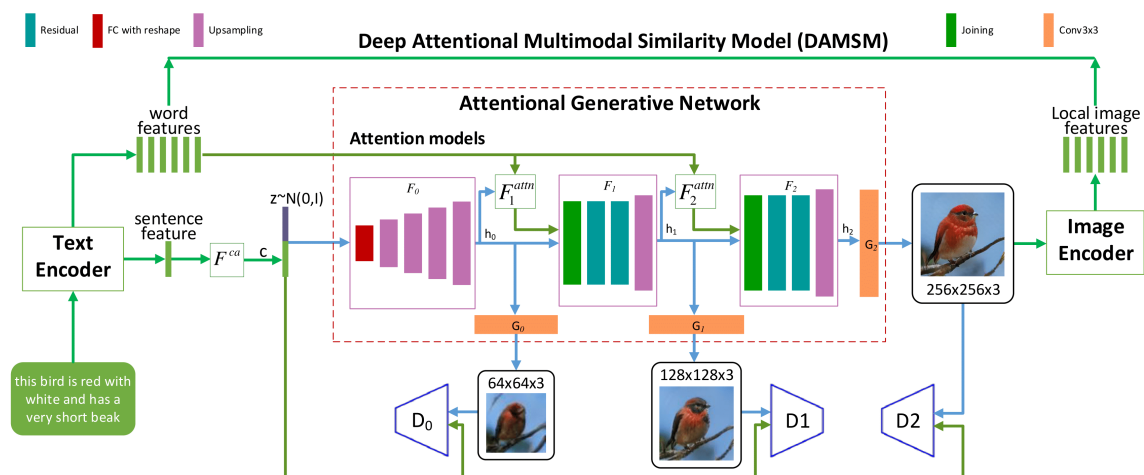 Residual
FC with reshape
Upsampling
Joining
Conv3x3
Deep Attentional Multimodal Similarity Model (DAMSM)
word
features
Attentional Generative Network
Local image
features
Attention models
z~N(0,I)
F₀
F₁ᵃᵗᵗⁿ
F₁
F₂ᵃᵗᵗⁿ
F₂
sentence
feature
Text
Encoder
Fᶜᵃ
c
h₀
h₁
h₂
G₂
256x256x3
Image
Encoder
G₀
G₁
this bird is red with
white and has a
very short beak
64x64x3
128x128x3
D₀
D1
D2